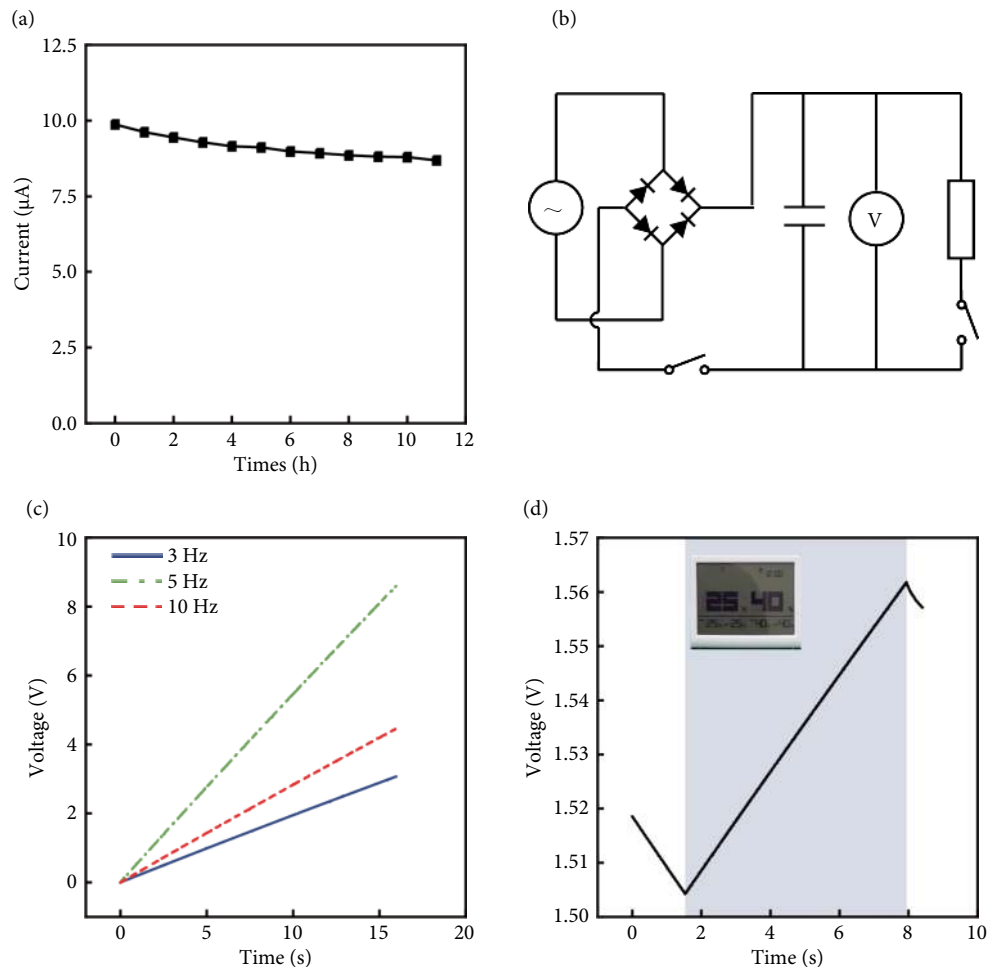 (a)
12.5
10.0
7.5
5.0
2.5
0.0
Current (μA)
0 2 4 6 8 10 12
Times (h)
(b)
~
V
(c)
10
8
6
4
2
0
Voltage (V)
3 Hz
5 Hz
10 Hz
0 5 10 15 20
Time (s)
(d)
1.57
1.56
1.55
1.54
1.53
1.52
1.51
1.50
Voltage (V)
25 40
0 2 4 6 8 10
Time (s)